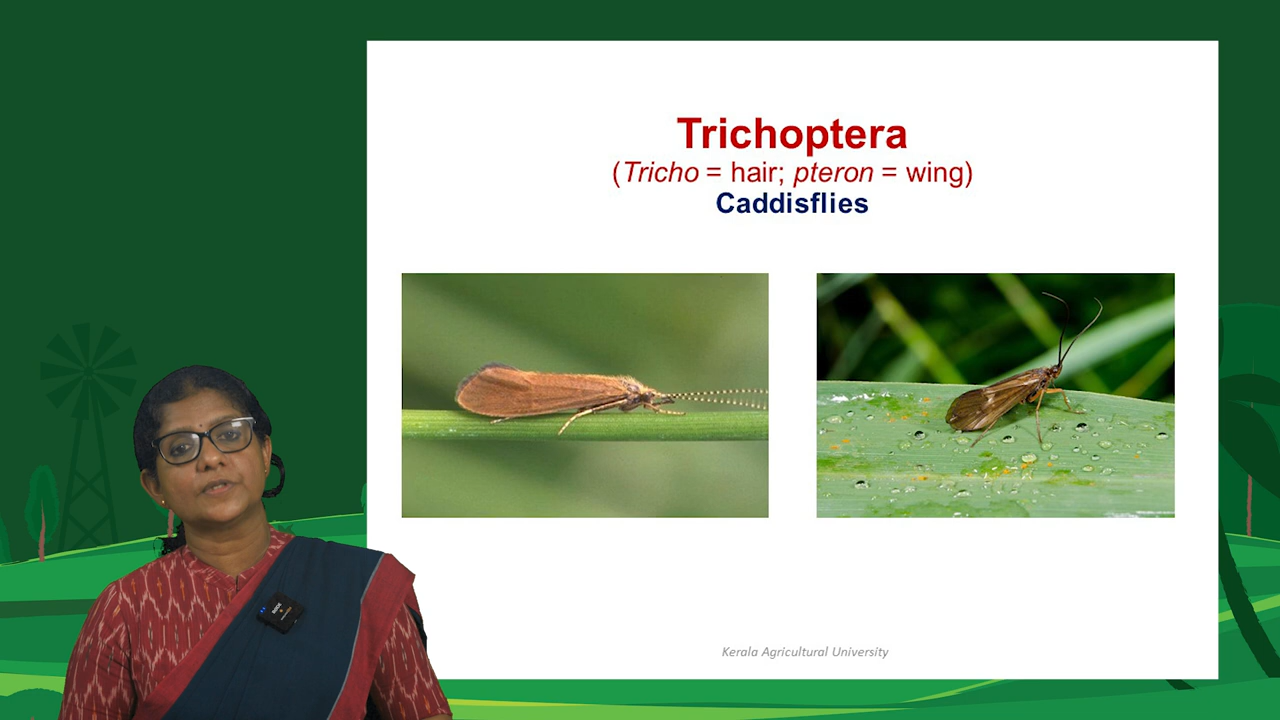 Trichoptera
(Tricho = hair; pteron = wing)
Caddisflies
Kerala Agricultural University